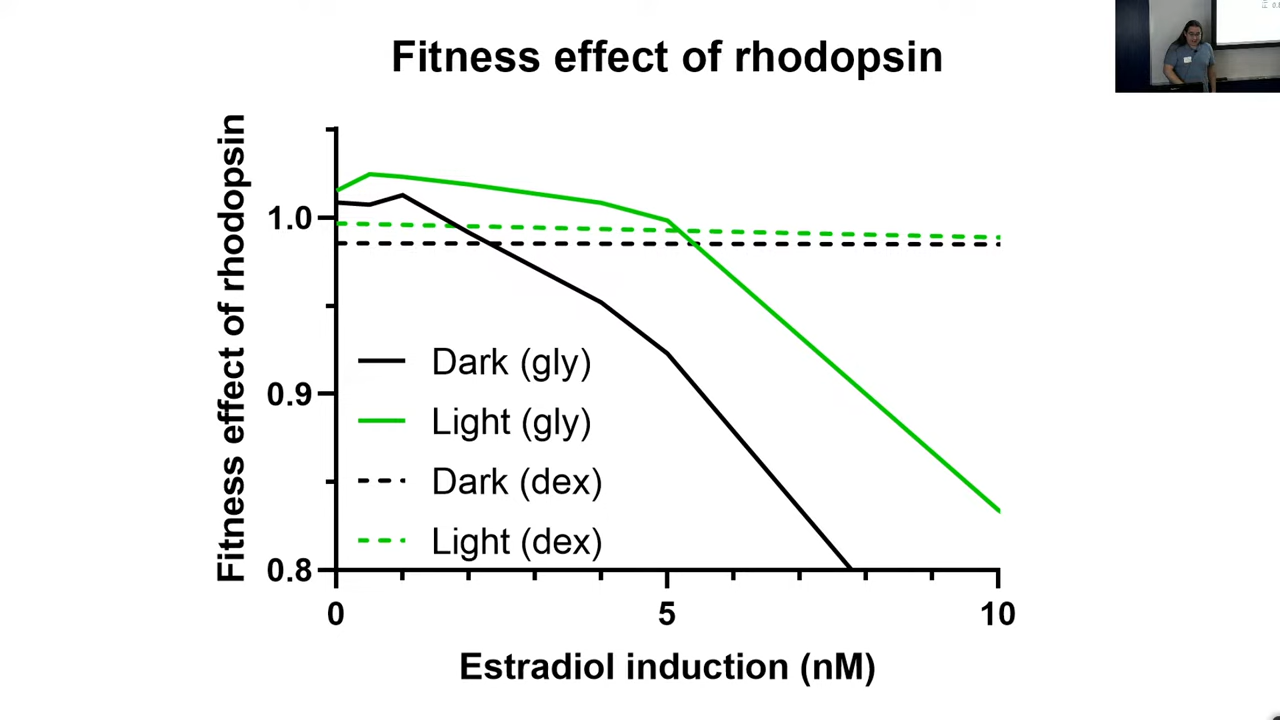 Fitness effect of rhodopsin
Fitness effect of rhodopsin
1.0
0.9
0.8
Dark (gly)
Light (gly)
Dark (dex)
Light (dex)
0
5
10
Estradiol induction (nM)